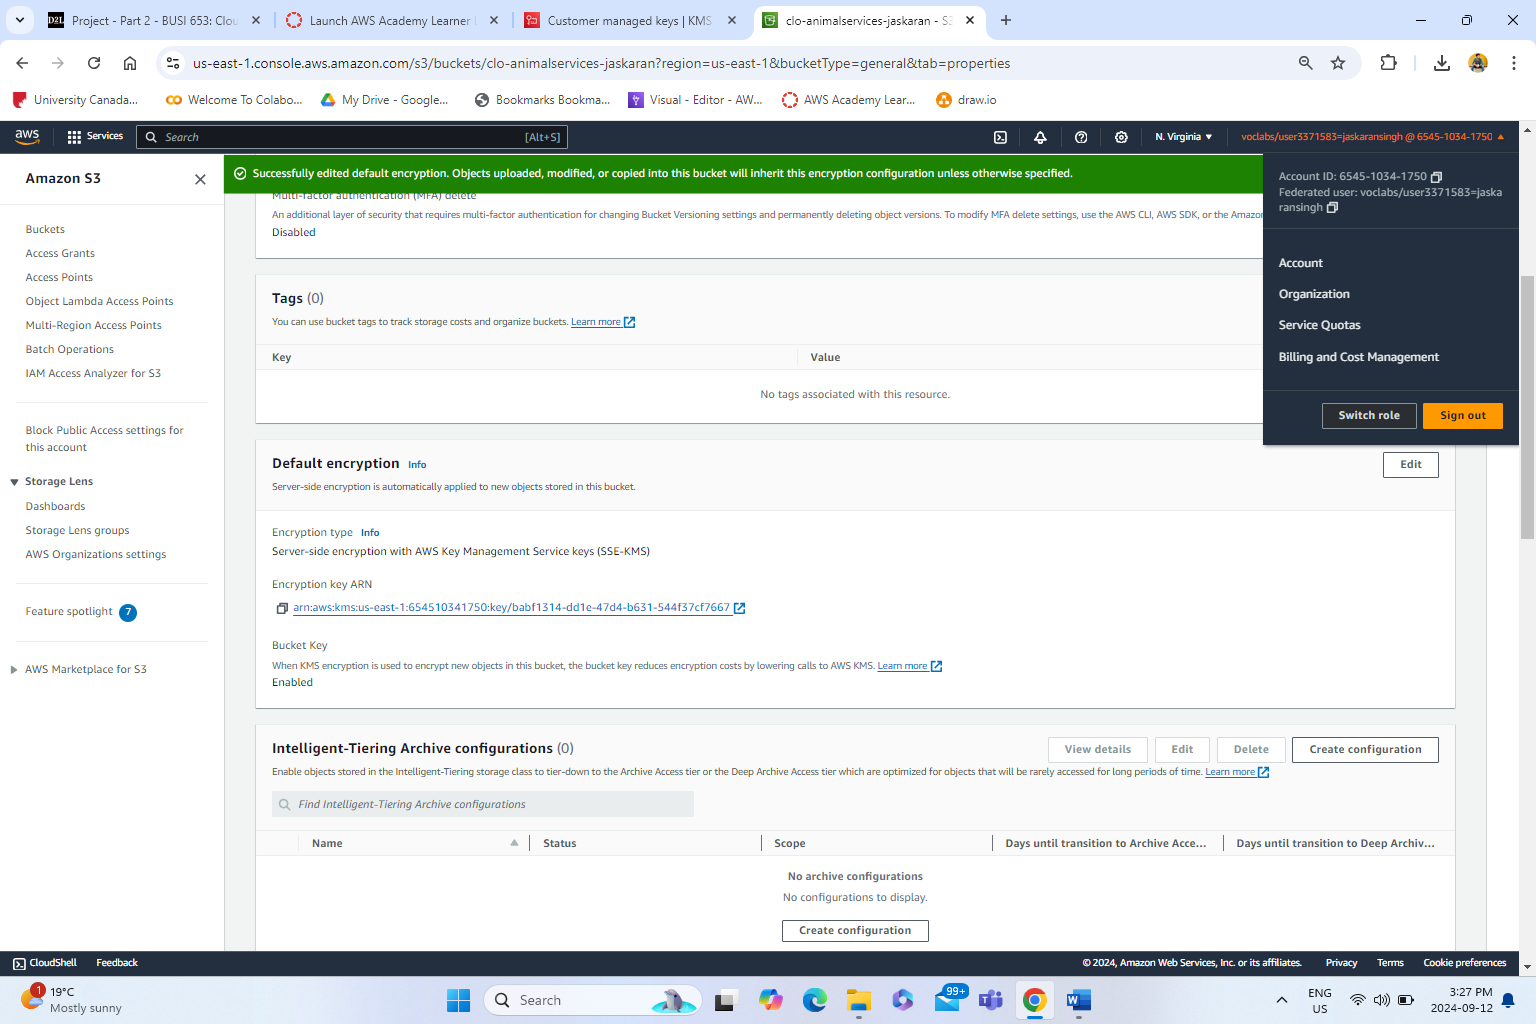 D2L Project - Part 2 - BUSI 653: Clou
Launch AWS Academy Learner L
Customer managed keys | KMS
clo-animalservices-jaskaran - S3
us-east-1.console.aws.amazon.com/s3/buckets/clo-animalservices-jaskaran?region=us-east-1&bucketType=general&tab=properties
University Canada...
Welcome To Colabo...
My Drive - Google...
Bookmarks Bookma...
Visual - Editor - AW...
AWS Academy Lear...
draw.io
aws
Services
Search
[Alt+S]
N. Virginia
voclabs/user3371583=jaskaransingh @ 6545-1034-1750
Amazon S3
Successfully edited default encryption. Objects uploaded, modified, or copied into this bucket will inherit this encryption configuration unless otherwise specified.
Account ID: 6545-1034-1750
Federated user: voclabs/user3371583=jaska
ransingh
Account
Organization
Service Quotas
Billing and Cost Management
Switch role
Sign out
Buckets
Access Grants
Access Points
Object Lambda Access Points
Multi-Region Access Points
Batch Operations
IAM Access Analyzer for S3
Block Public Access settings for
this account
Storage Lens
Dashboards
Storage Lens groups
AWS Organizations settings
Feature spotlight 7
AWS Marketplace for S3
Multi-factor authentication (MFA) delete
An additional layer of security that requires multi-factor authentication for changing Bucket Versioning settings and permanently deleting object versions. To modify MFA delete settings, use the AWS CLI, AWS SDK, or the Amazon
Disabled
Tags (0)
You can use bucket tags to track storage costs and organize buckets. Learn more
Key
Value
No tags associated with this resource.
Default encryption Info
Edit
Server-side encryption is automatically applied to new objects stored in this bucket.
Encryption type Info
Server-side encryption with AWS Key Management Service keys (SSE-KMS)
Encryption key ARN
arn:aws:kms:us-east-1:654510341750:key/babf1314-dd1e-47d4-b631-544f37cf7667
Bucket Key
When KMS encryption is used to encrypt new objects in this bucket, the bucket key reduces encryption costs by lowering calls to AWS KMS. Learn more
Enabled
Intelligent-Tiering Archive configurations (0)
View details
Edit
Delete
Create configuration
Enable objects stored in the Intelligent-Tiering storage class to tier-down to the Archive Access tier or the Deep Archive Access tier which are optimized for objects that will be rarely accessed for long periods of time. Learn more
Find Intelligent-Tiering Archive configurations
Name
Status
Scope
Days until transition to Archive Acce...
Days until transition to Deep Archiv...
No archive configurations
No configurations to display.
Create configuration
CloudShell
Feedback
© 2024, Amazon Web Services, Inc. or its affiliates.
Privacy
Terms
Cookie preferences
1
19°C
Mostly sunny
Search
99+
ENG
US
3:27 PM
2024-09-12